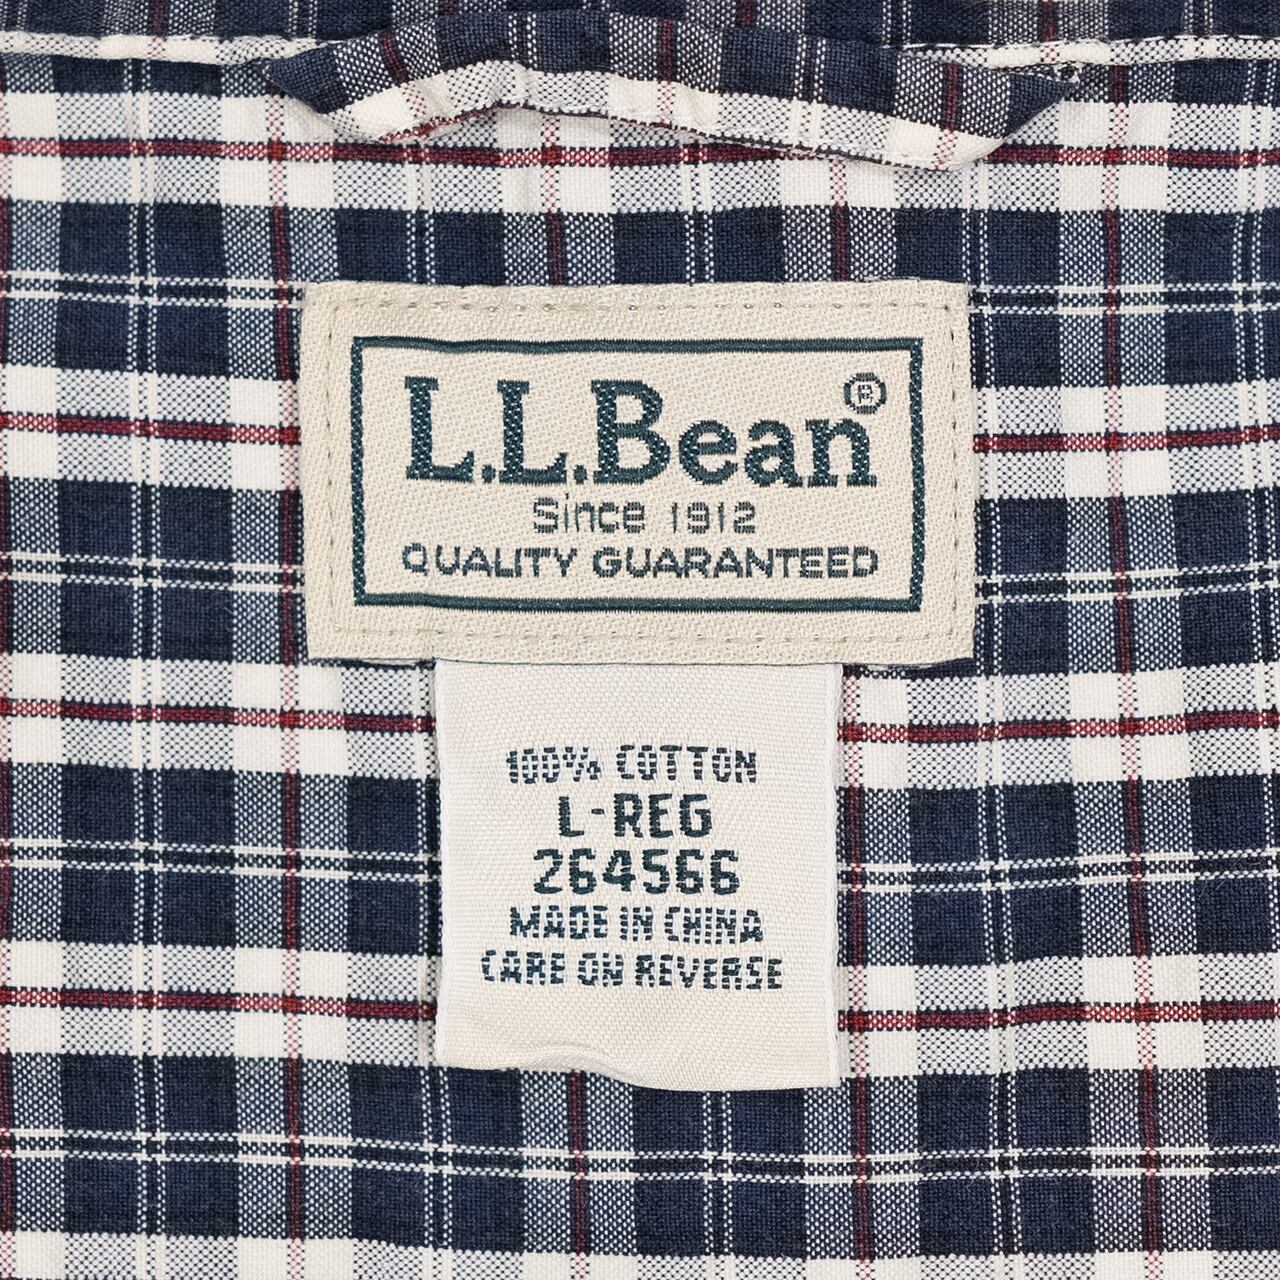 L.L.Bean®
Since 1912
QUALITY GUARANTEED
100% COTTON
L-REG
264566
MADE IN CHINA
CARE ON REVERSE